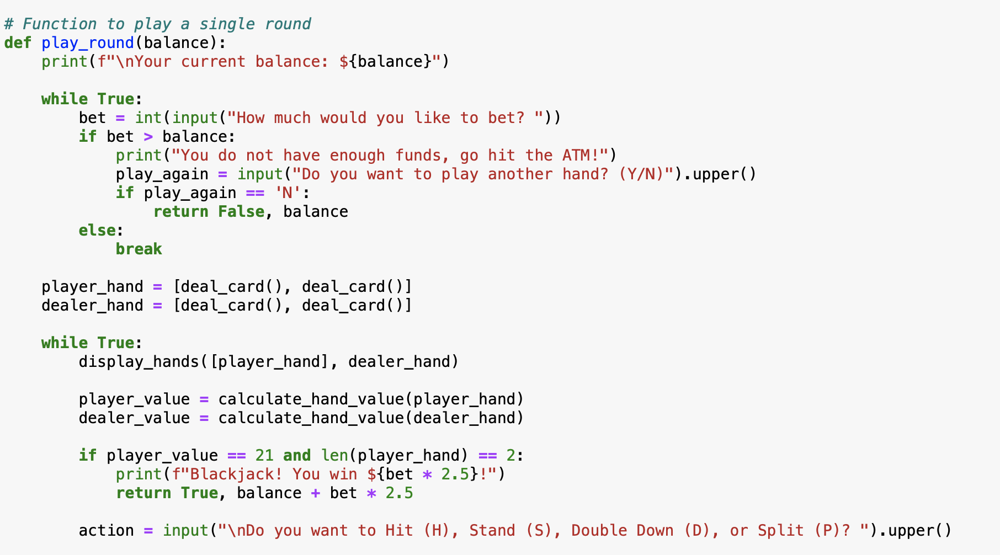 # Function to play a single round
def play_round(balance):
    print(f"\nYour current balance: ${balance}")

    while True:
        bet = int(input("How much would you like to bet? "))
        if bet > balance:
            print("You do not have enough funds, go hit the ATM!")
            play_again = input("Do you want to play another hand? (Y/N)").upper()
            if play_again == 'N':
                return False, balance
        else:
            break

    player_hand = [deal_card(), deal_card()]
    dealer_hand = [deal_card(), deal_card()]

    while True:
        display_hands([player_hand], dealer_hand)

        player_value = calculate_hand_value(player_hand)
        dealer_value = calculate_hand_value(dealer_hand)

        if player_value == 21 and len(player_hand) == 2:
            print(f"Blackjack! You win ${bet * 2.5}!")
            return True, balance + bet * 2.5

        action = input("\nDo you want to Hit (H), Stand (S), Double Down (D), or Split (P)? ").upper()